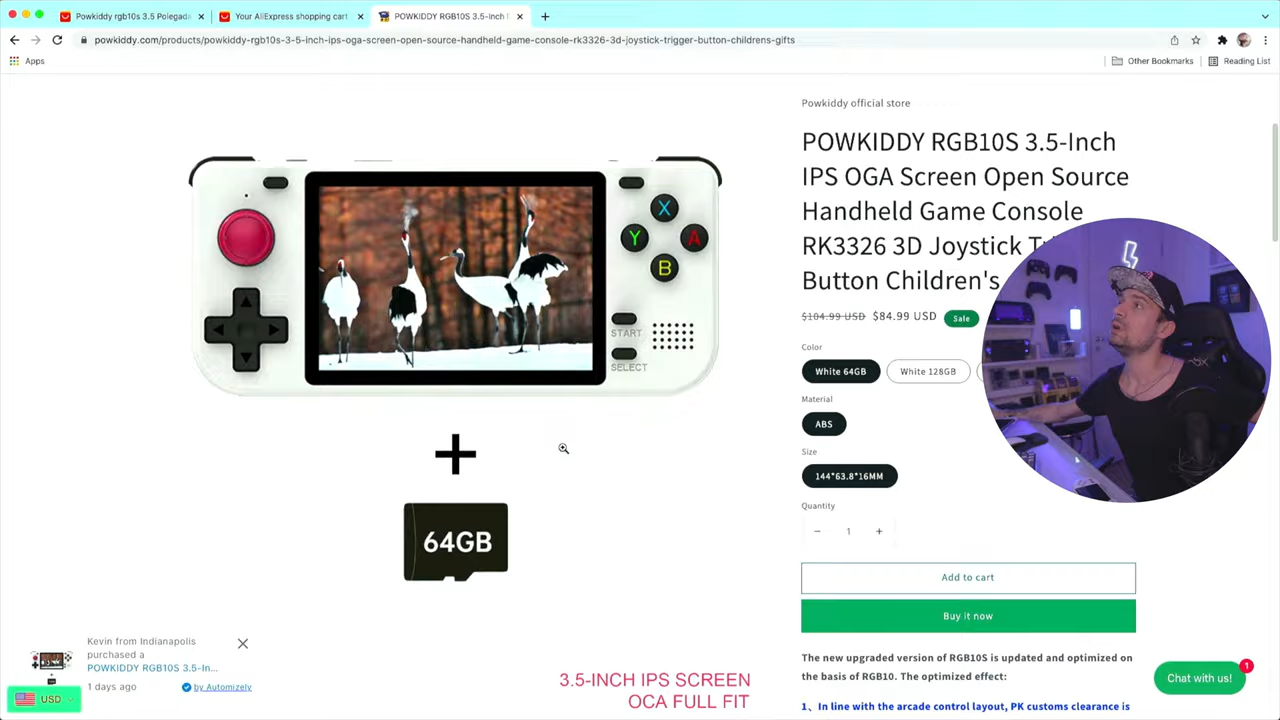 Powkiddy rgb10s 3.5 Polegada
Your AliExpress shopping cart
POWKIDDY RGB10S 3.5-Inch
powkiddy.com/products/powkiddy-rgb10s-3-5-inch-ips-oga-screen-open-source-handheld-game-console-rk3326-3d-joystick-trigger-button-childrens-gifts
Apps
Other Bookmarks
Reading List
Powkiddy official store
POWKIDDY RGB10S 3.5-Inch
IPS OGA Screen Open Source
Handheld Game Console
RK3326 3D Joystick
Button Children's
$104.99 USD $84.99 USD Sale
Color
White 64GB White 128GB
Material
ABS
Size
144*63.8*16MM
Quantity
− 1 +
Add to cart
Buy it now
The new upgraded version of RGB10S is updated and optimized on
the basis of RGB10. The optimized effect:
1、In line with the arcade control layout, PK customs clearance is
X
Y A
B
START
SELECT
+
64GB
3.5-INCH IPS SCREEN
OCA FULL FIT
Kevin from Indianapolis
purchased a
POWKIDDY RGB10S 3.5-In...
1 days ago by Automizely
USD
Chat with us!
1